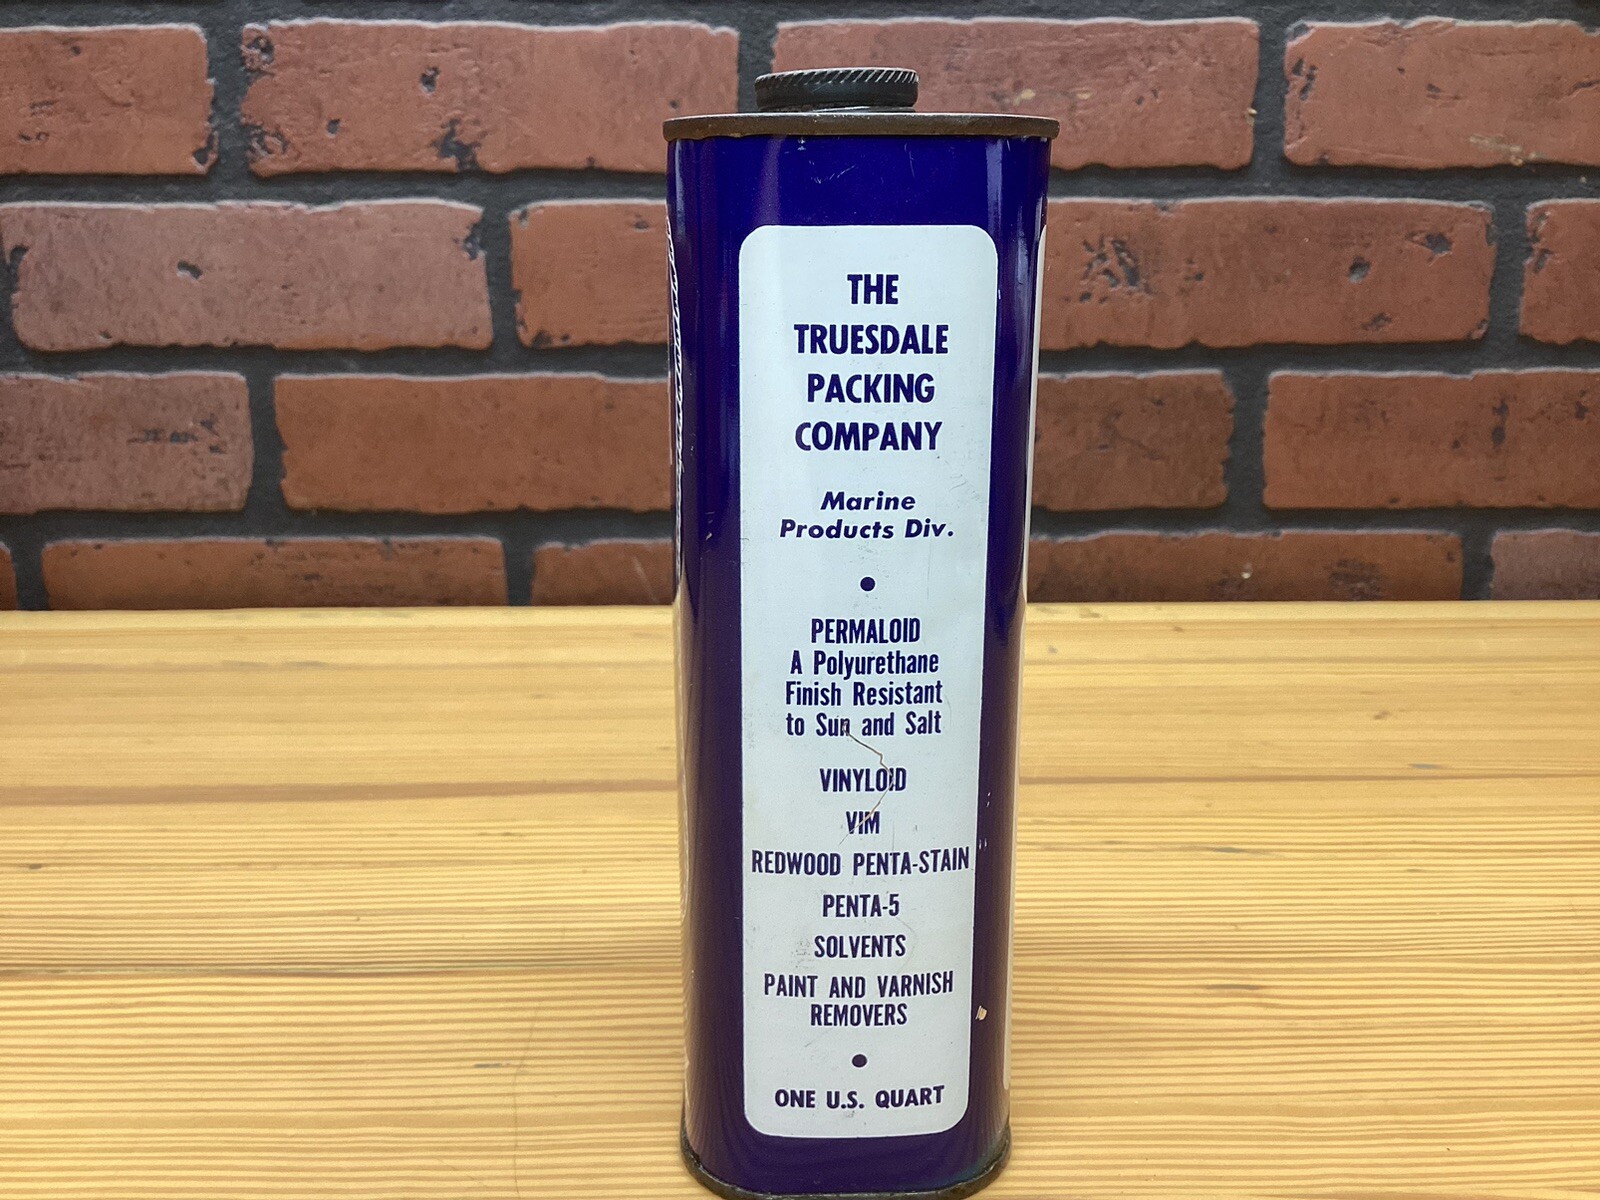 THE
TRUESDALE
PACKING
COMPANY
Marine
Products Div.
PERMALOID
A Polyurethane
Finish Resistant
to Sun and Salt
VINYLOID
VIM
REDWOOD PENTA-STAIN
PENTA-5
SOLVENTS
PAINT AND VARNISH
REMOVERS
ONE U.S. QUART